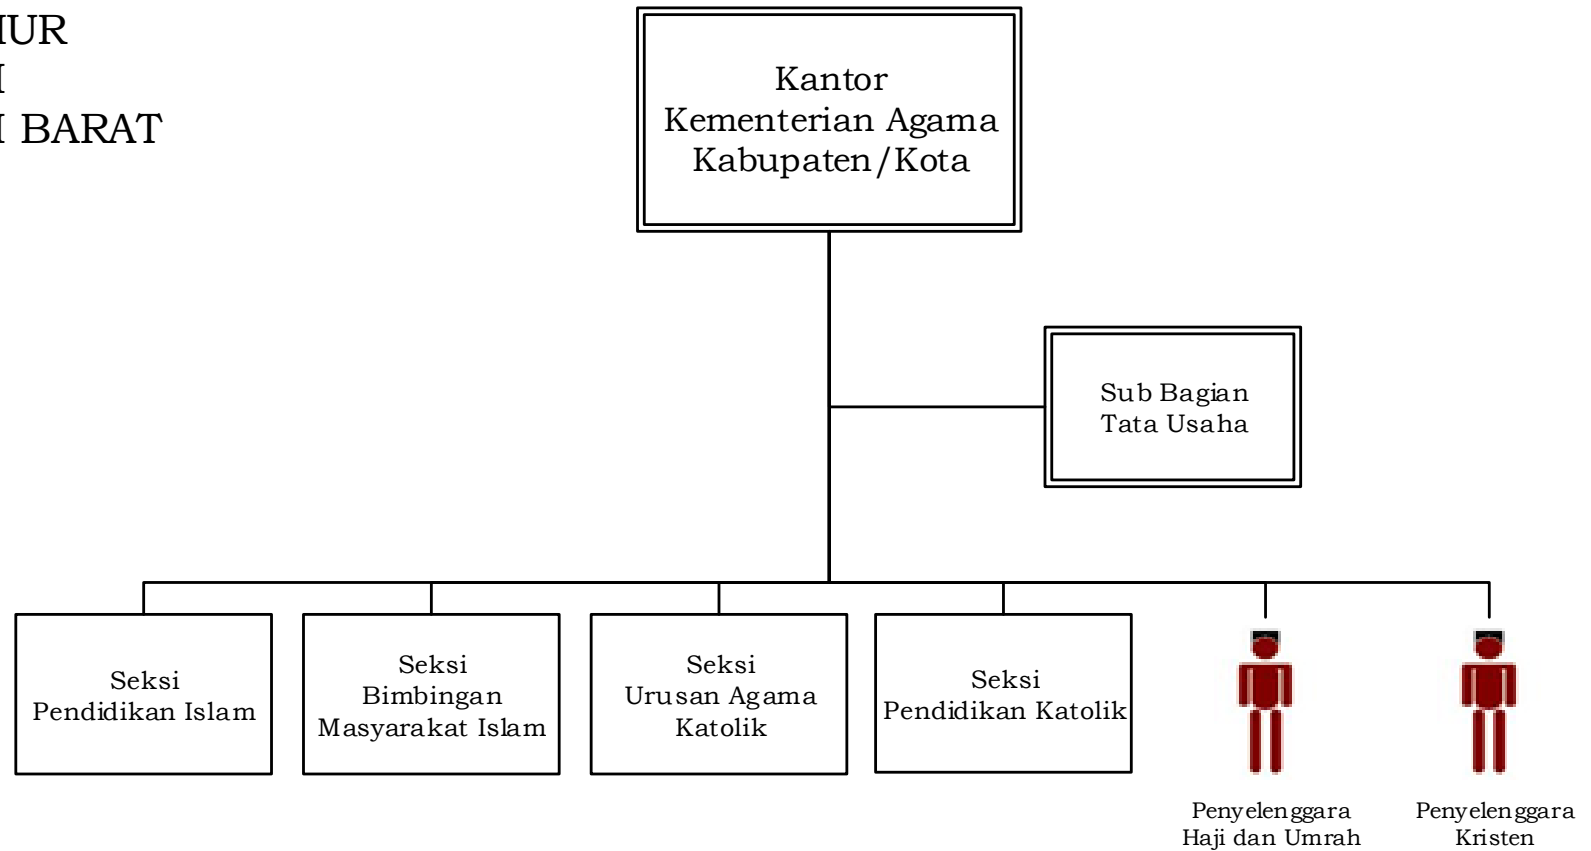 BARAT
Kantor
Kementerian Agama
Kabupaten/Kota
Sub Bagian
Tata Usaha
Seksi
Pendidikan Islam
Seksi
Bimbingan
Masyarakat Islam
Seksi
Urusan Agama
Katolik
Seksi
Pendidikan Katolik
Penyelenggara
Haji dan Umrah
Penyelenggara
Kristen